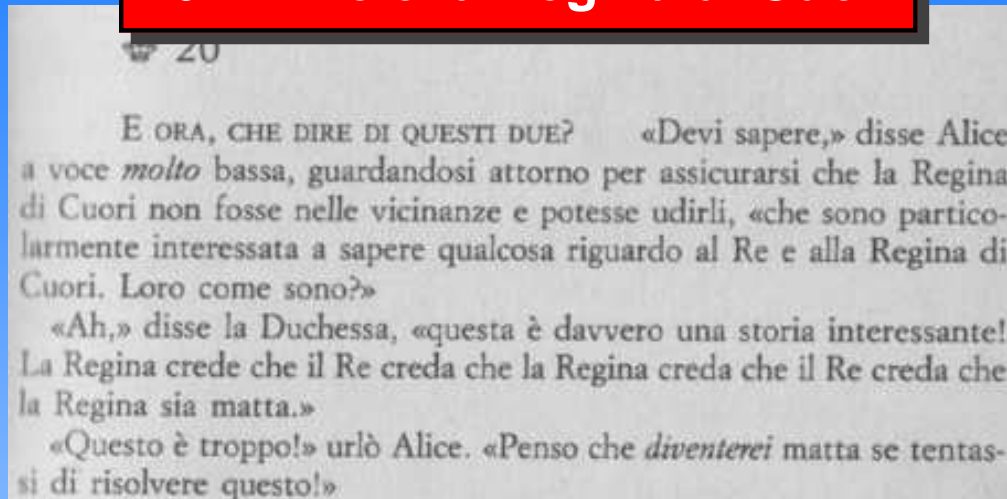 20
E ORA, CHE DIRE DI QUESTI DUE? «Devi sapere,» disse Alice
a voce molto bassa, guardandosi attorno per assicurarsi che la Regina
di Cuori non fosse nelle vicinanze e potesse udirli, «che sono partico-
larmente interessata a sapere qualcosa riguardo al Re e alla Regina di
Cuori. Loro come sono?»
«Ah,» disse la Duchessa, «questa è davvero una storia interessante!
La Regina crede che il Re creda che la Regina creda che il Re creda che
la Regina sia matta.»
«Questo è troppo!» urlò Alice. «Penso che diventerei matta se tentas-
si di risolvere questo!»